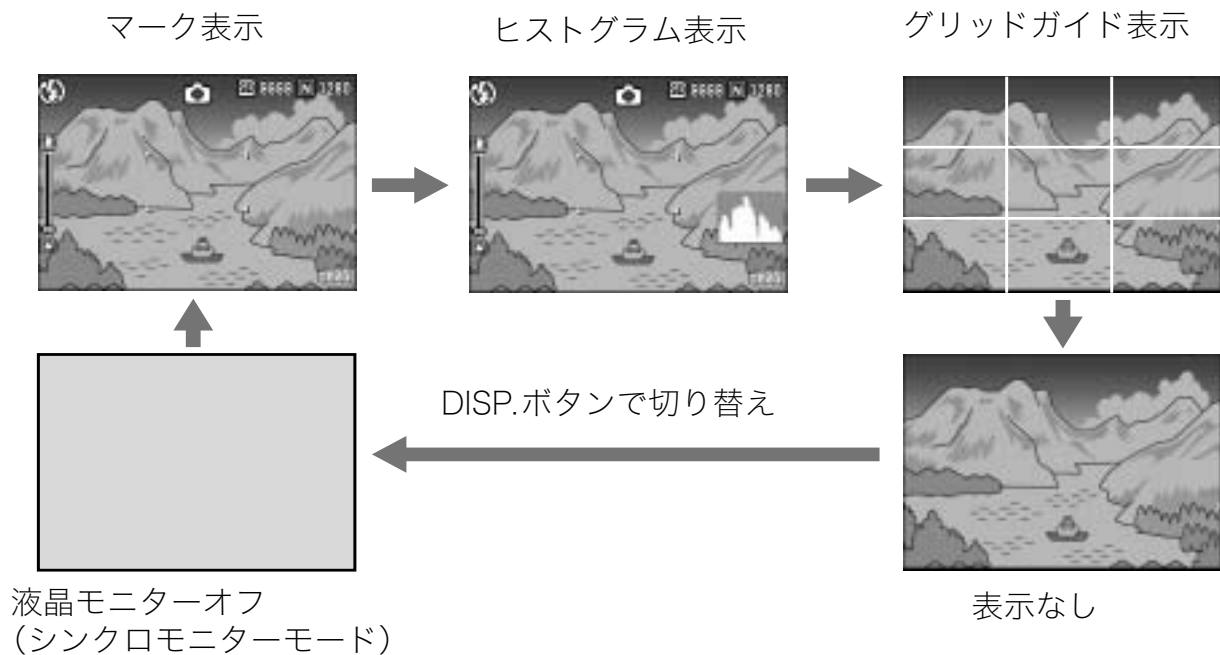 マーク表示
ヒストグラム表示
グリッドガイド表示
DISP.ボタンで切り替え
液晶モニターオフ
（シンクロモニターモード）
表示なし